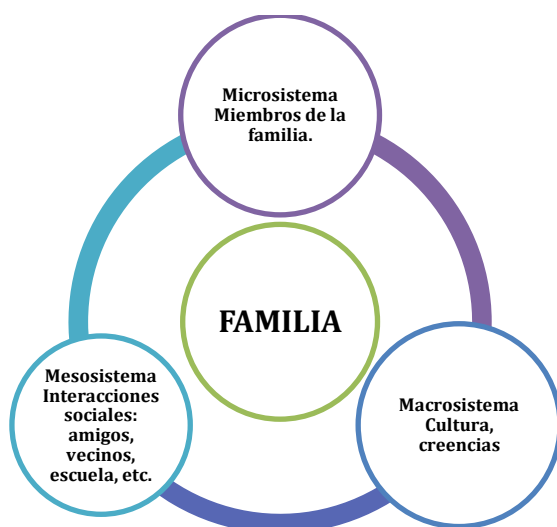 Microsistema
Miembros de la
familia.
FAMILIA
Mesosistema
Interacciones
sociales:
amigos,
vecinos,
escuela, etc.
Macrosistema
Cultura,
creencias